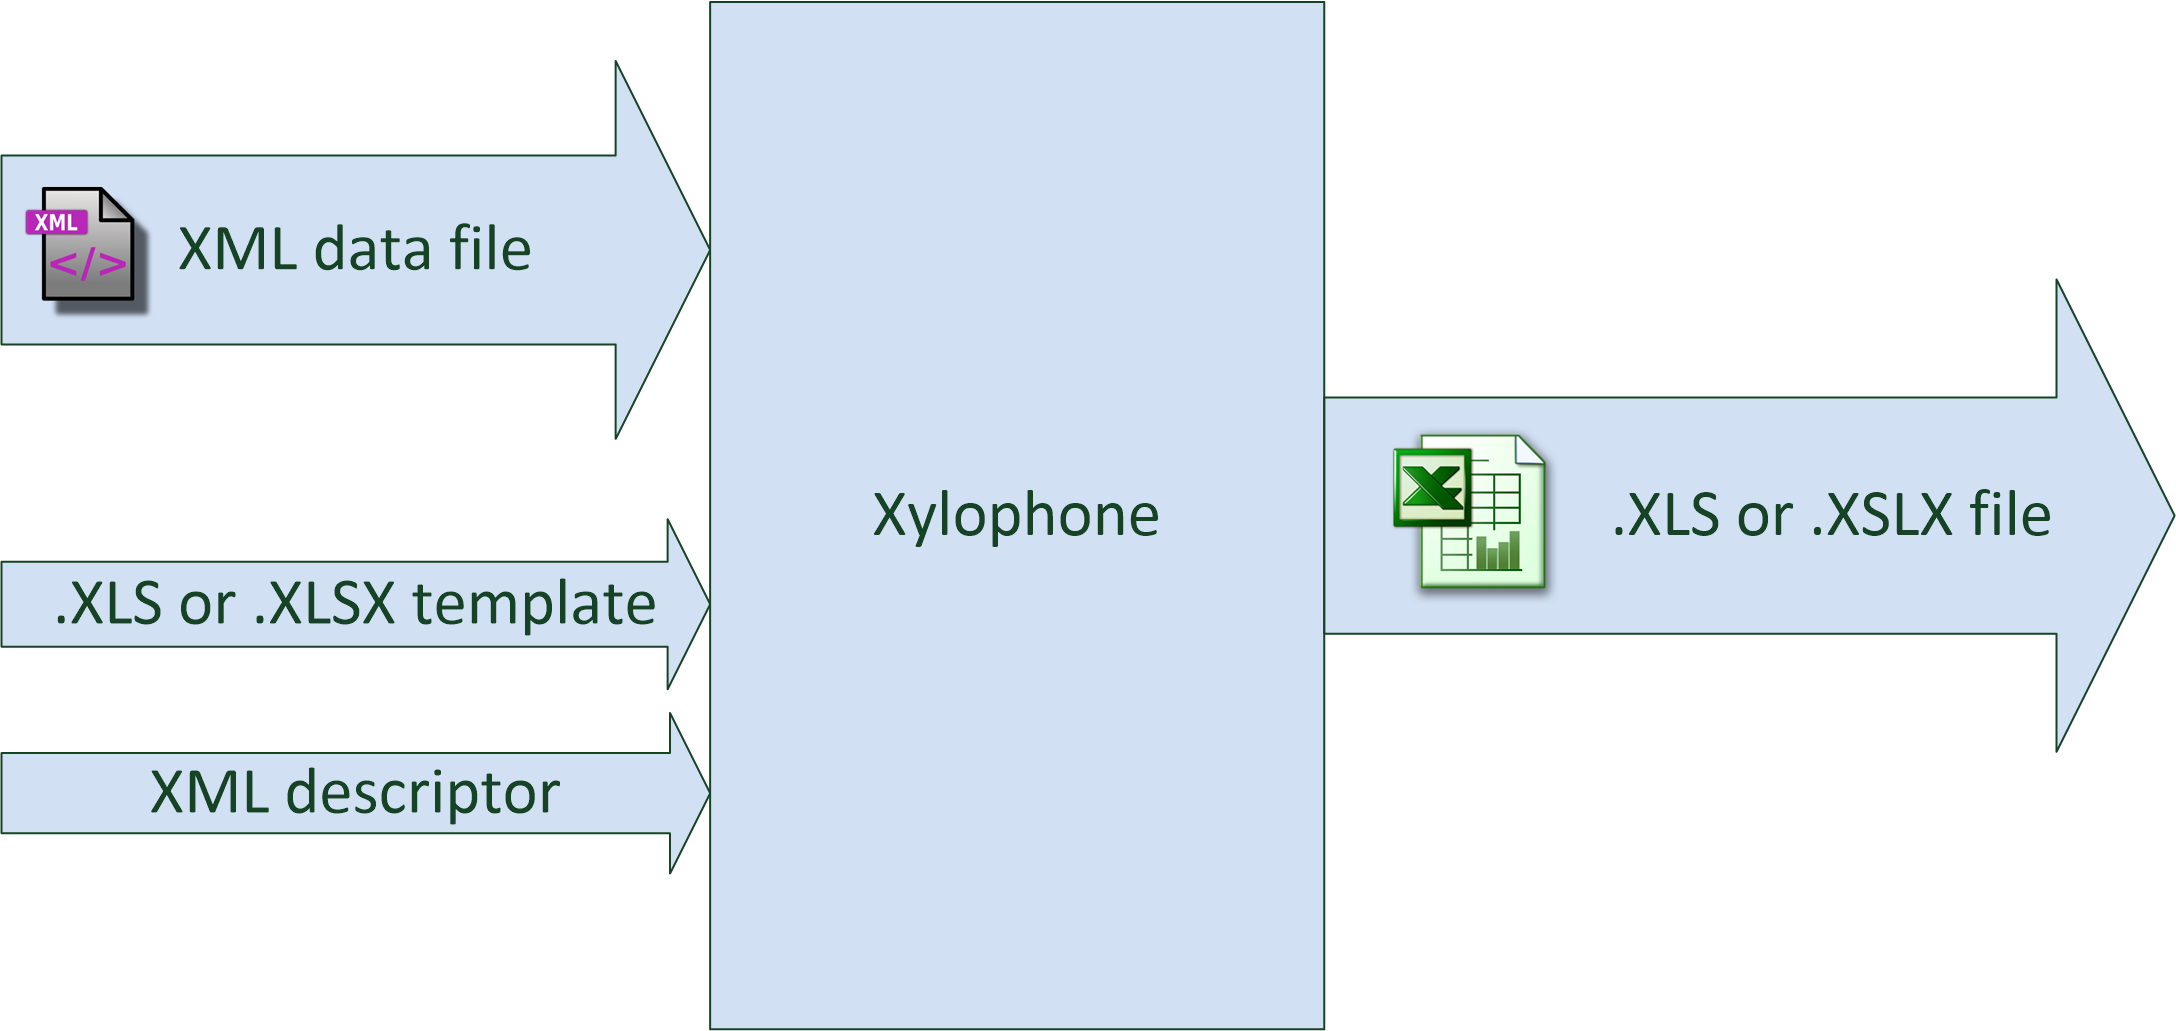 XML
</>
XML data file
.XLS or .XLSX template
XML descriptor
Xylophone
.XLS or .XSLX file